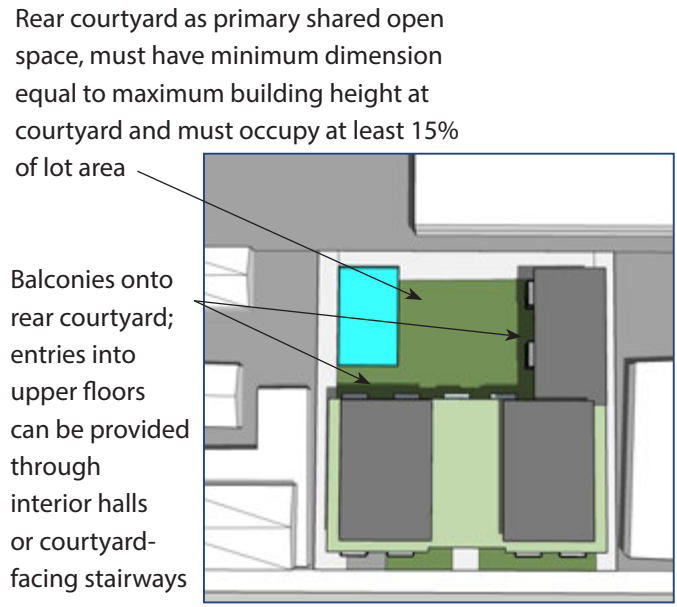 Rear courtyard as primary shared open
space, must have minimum dimension
equal to maximum building height at
courtyard and must occupy at least 15%
of lot area
Balconies onto
rear courtyard;
entries into
upper floors
can be provided
through
interior halls
or courtyard-
facing stairways